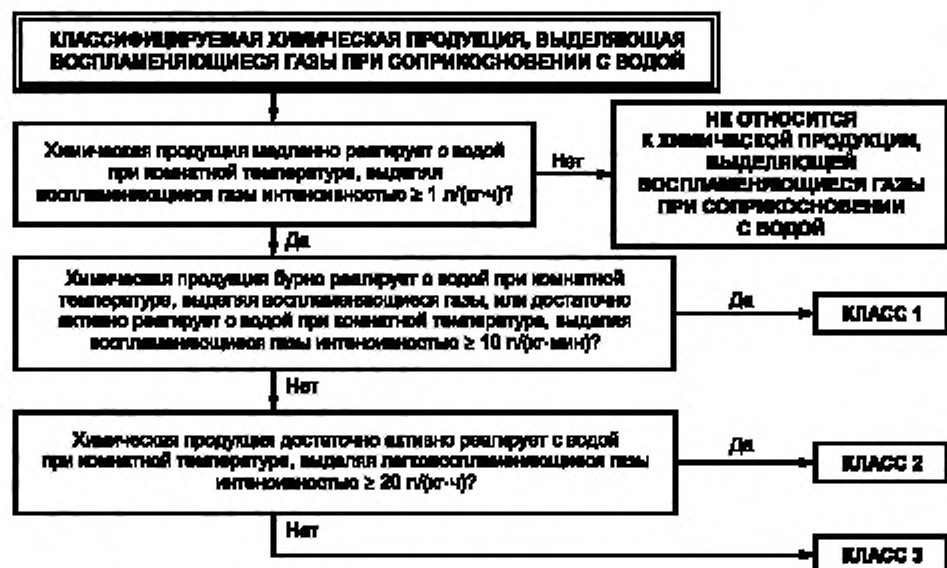 КЛАССИФИЦИРУЕМАЯ ХИМИЧЕСКАЯ ПРОДУКЦИЯ, ВЫДЕЛЯЮЩАЯ
ВОСПЛАМЕНЯЮЩИЕСЯ ГАЗЫ ПРИ СОПРИКОСНОВЕНИИ С ВОДОЙ
Химическая продукция медленно реагирует с водой
при комнатной температуре, выделяя
воспламеняющиеся газы интенсивностью ≥ 1 л/(кг·ч)?
Нет
НЕ ОТНОСИТСЯ
К ХИМИЧЕСКОЙ ПРОДУКЦИИ,
ВЫДЕЛЯЮЩЕЙ
ВОСПЛАМЕНЯЮЩИЕСЯ ГАЗЫ
ПРИ СОПРИКОСНОВЕНИИ
С ВОДОЙ
Да
Химическая продукция бурно реагирует с водой при комнатной
температуре, выделяя воспламеняющиеся газы, или достаточно
активно реагирует с водой при комнатной температуре, выделяя
воспламеняющиеся газы интенсивностью ≥ 10 л/(кг·мин)?
Да
КЛАСС 1
Нет
Химическая продукция достаточно активно реагирует с водой
при комнатной температуре, выделяя легковоспламеняющиеся газы
интенсивностью ≥ 20 л/(кг·ч)?
Да
КЛАСС 2
Нет
КЛАСС 3